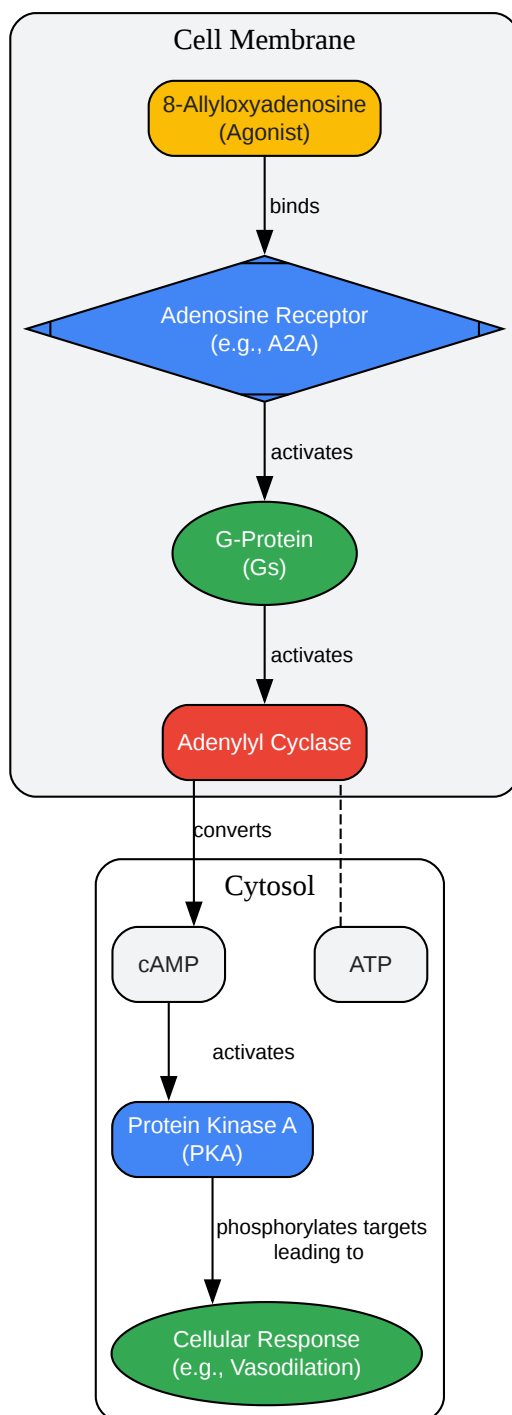 Cell Membrane
8-Allyloxyadenosine
(Agonist)
binds
Adenosine Receptor
(e.g., A2A)
activates
G-Protein
(Gs)
activates
Adenylyl Cyclase
converts
Cytosol
cAMP
ATP
activates
Protein Kinase A
(PKA)
phosphorylates targets
leading to
Cellular Response
(e.g., Vasodilation)